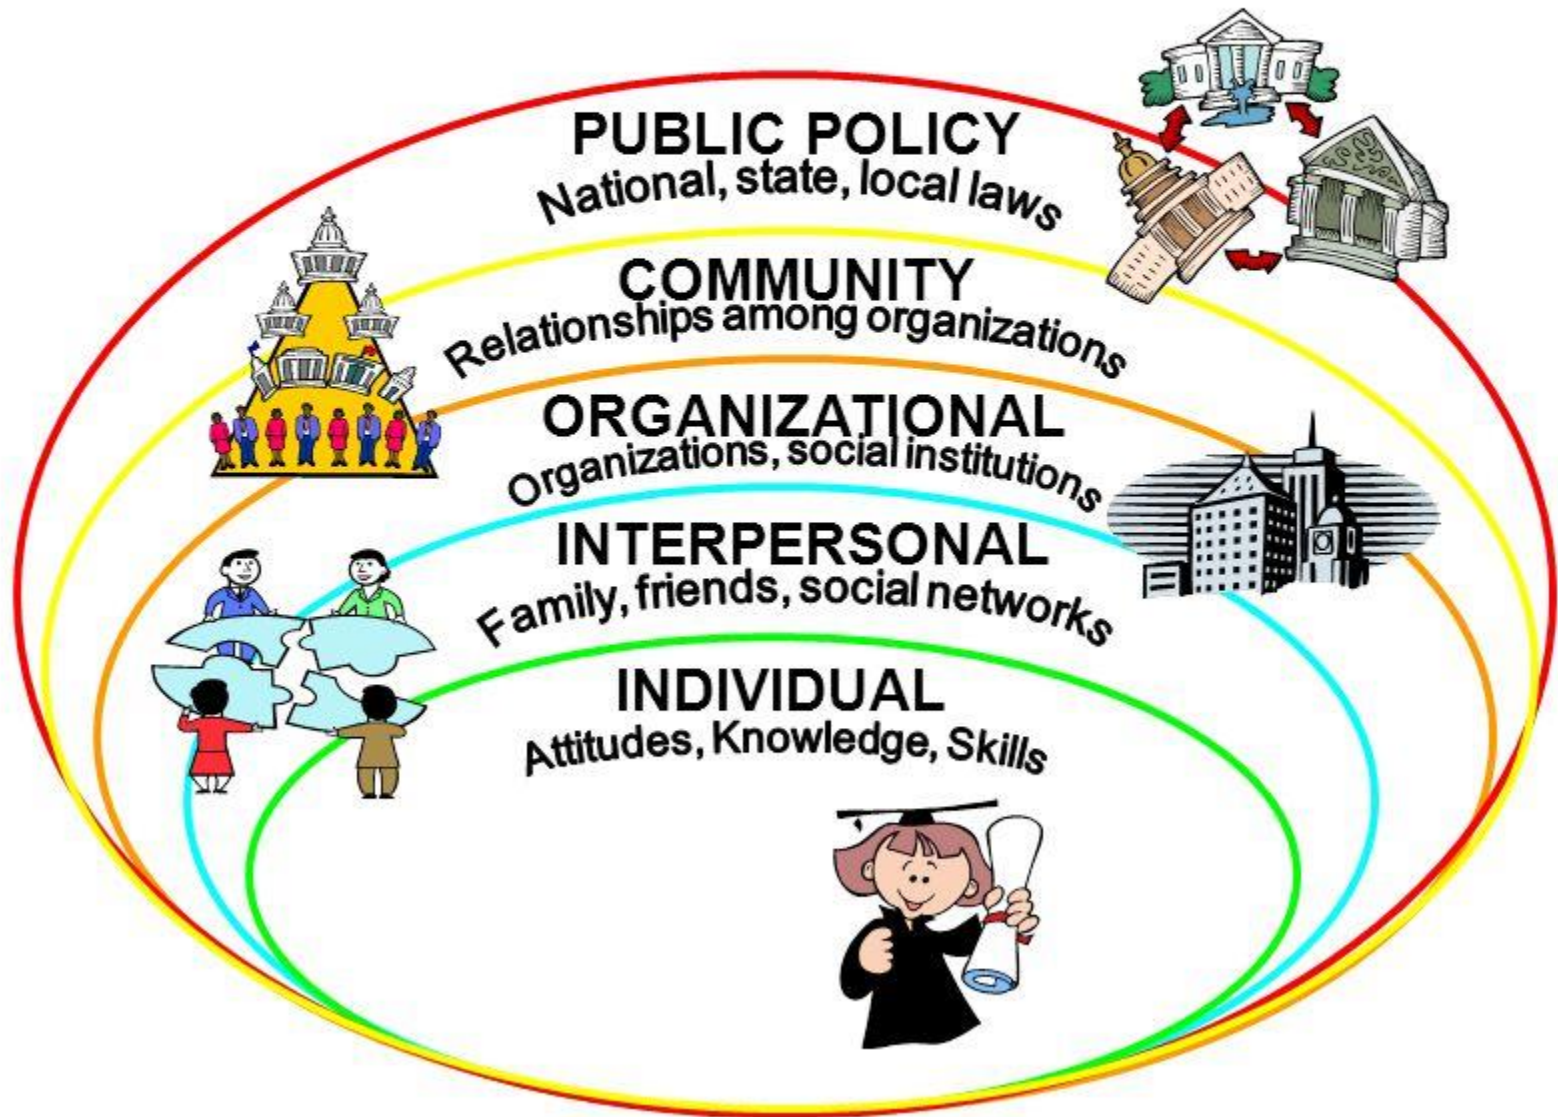 PUBLIC POLICY
National, state, local laws
COMMUNITY
Relationships among organizations
ORGANIZATIONAL
Organizations, social institutions
INTERPERSONAL
Family, friends, social networks
INDIVIDUAL
Attitudes, Knowledge, Skills